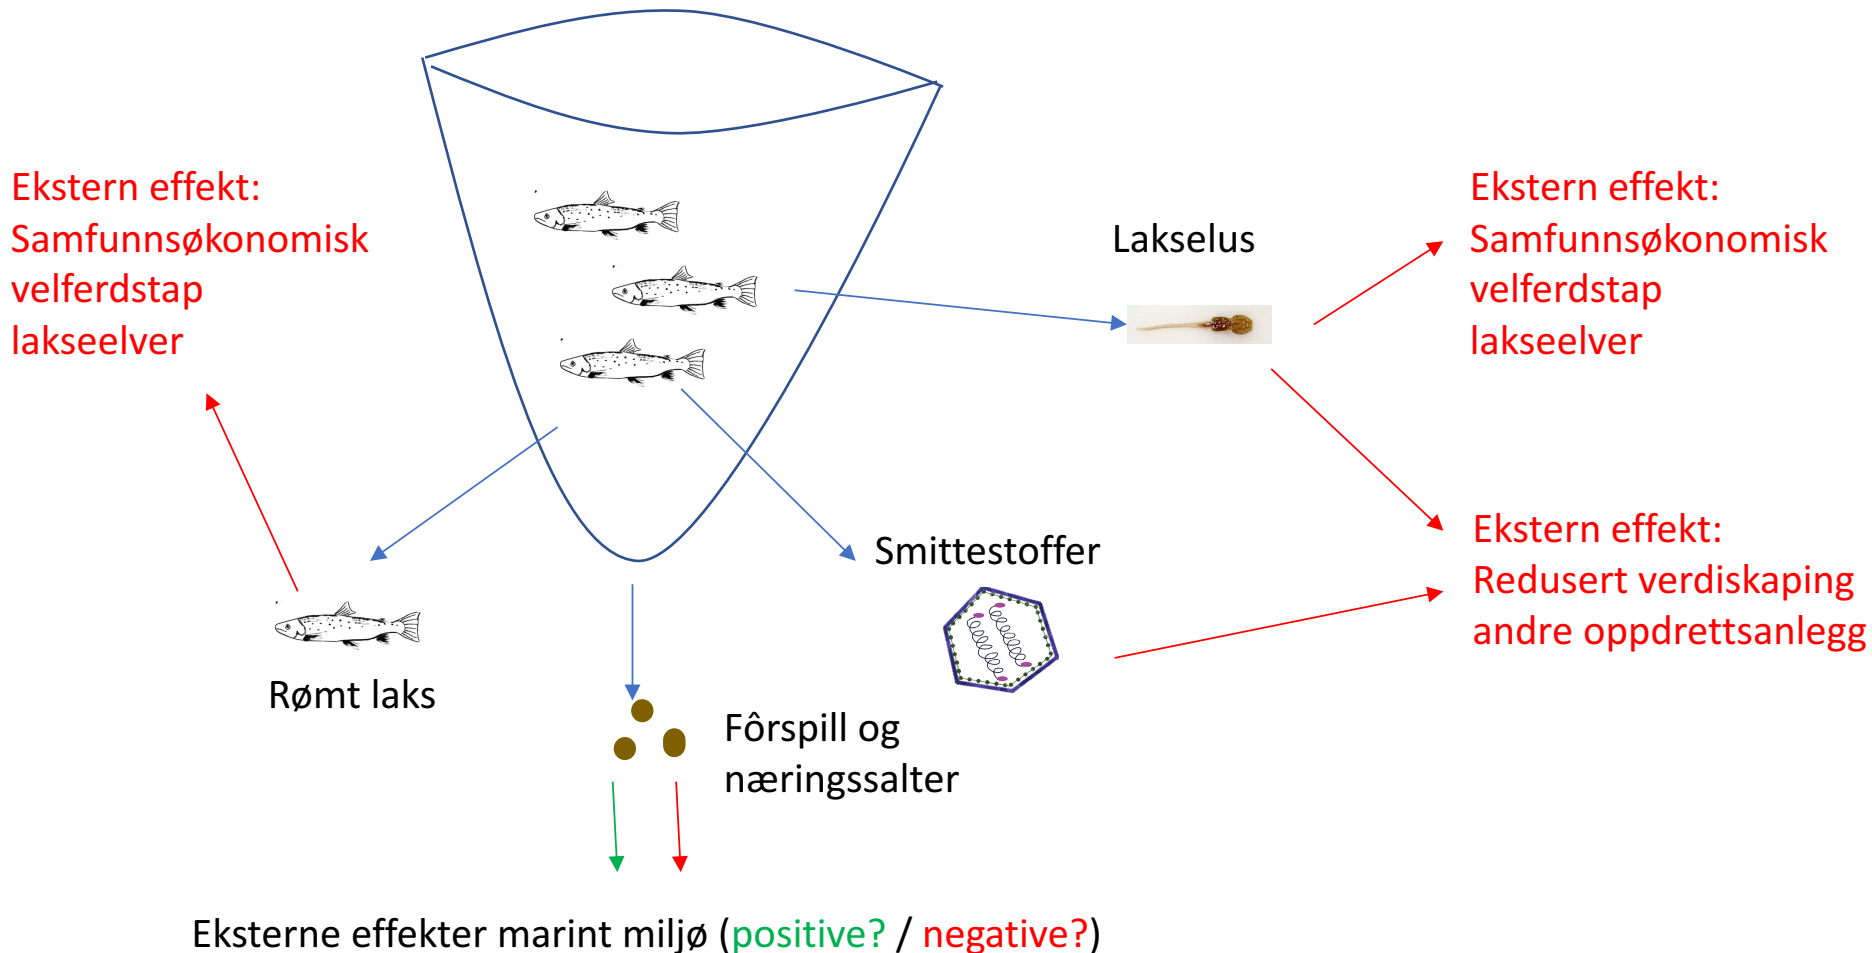 Ekstern effekt:
Samfunnsøkonomisk
velferdstap
lakseelver
Lakselus
Ekstern effekt:
Samfunnsøkonomisk
velferdstap
lakseelver
Smittestoffer
Ekstern effekt:
Redusert verdiskaping
andre oppdrettsanlegg
Rømt laks
Fôrspill og
næringssalter
Eksterne effekter marint miljø (positive? / negative?)